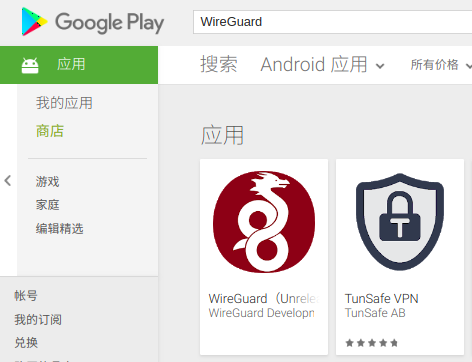 Google Play
WireGuard
应用
搜索
Android 应用
所有价格
我的应用
商店
应用
游戏
家庭
编辑精选
WireGuard（Unrele
WireGuard Developm
TunSafe VPN
TunSafe AB
帐号
我的订阅
兑换